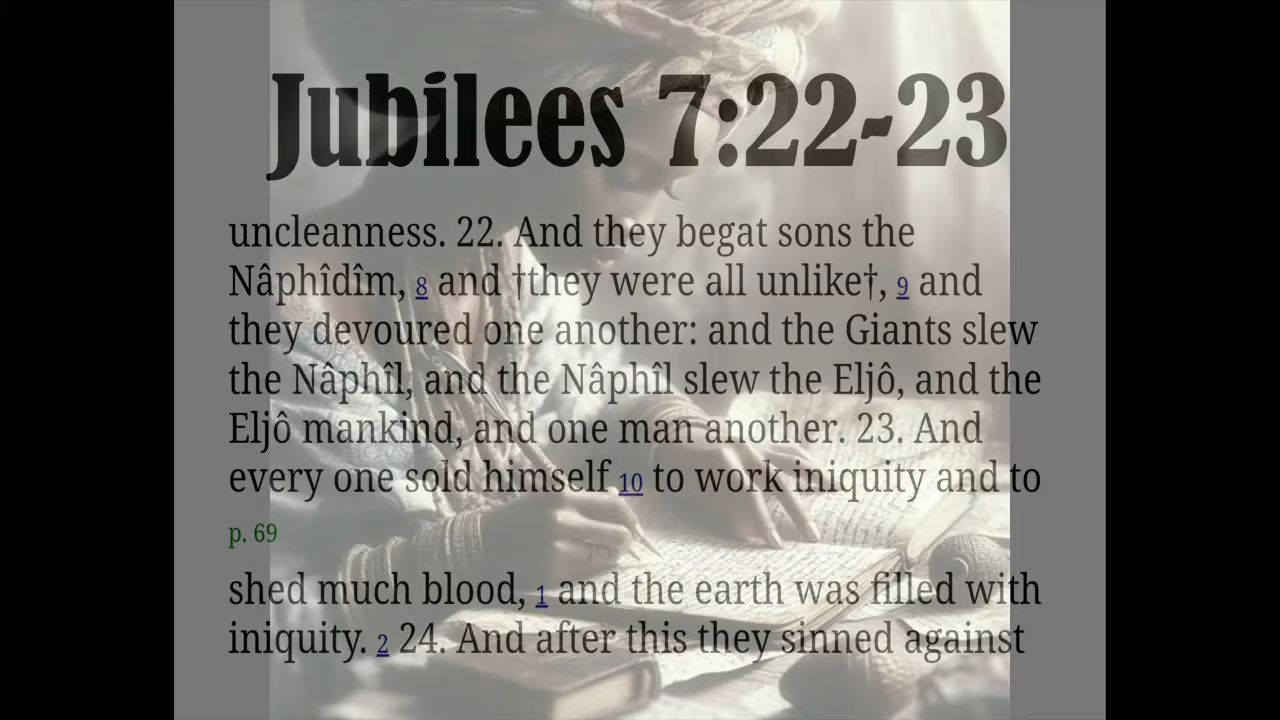 Jubilees 7:22-23
uncleanness. 22. And they begat sons the
Nâphîdîm, 8 and †they were all unlike†, 9 and
they devoured one another: and the Giants slew
the Nâphîl, and the Nâphîl slew the Eljô, and the
Eljô mankind, and one man another. 23. And
every one sold himself 10 to work iniquity and to
p. 69
shed much blood, 1 and the earth was filled with
iniquity. 2 24. And after this they sinned against